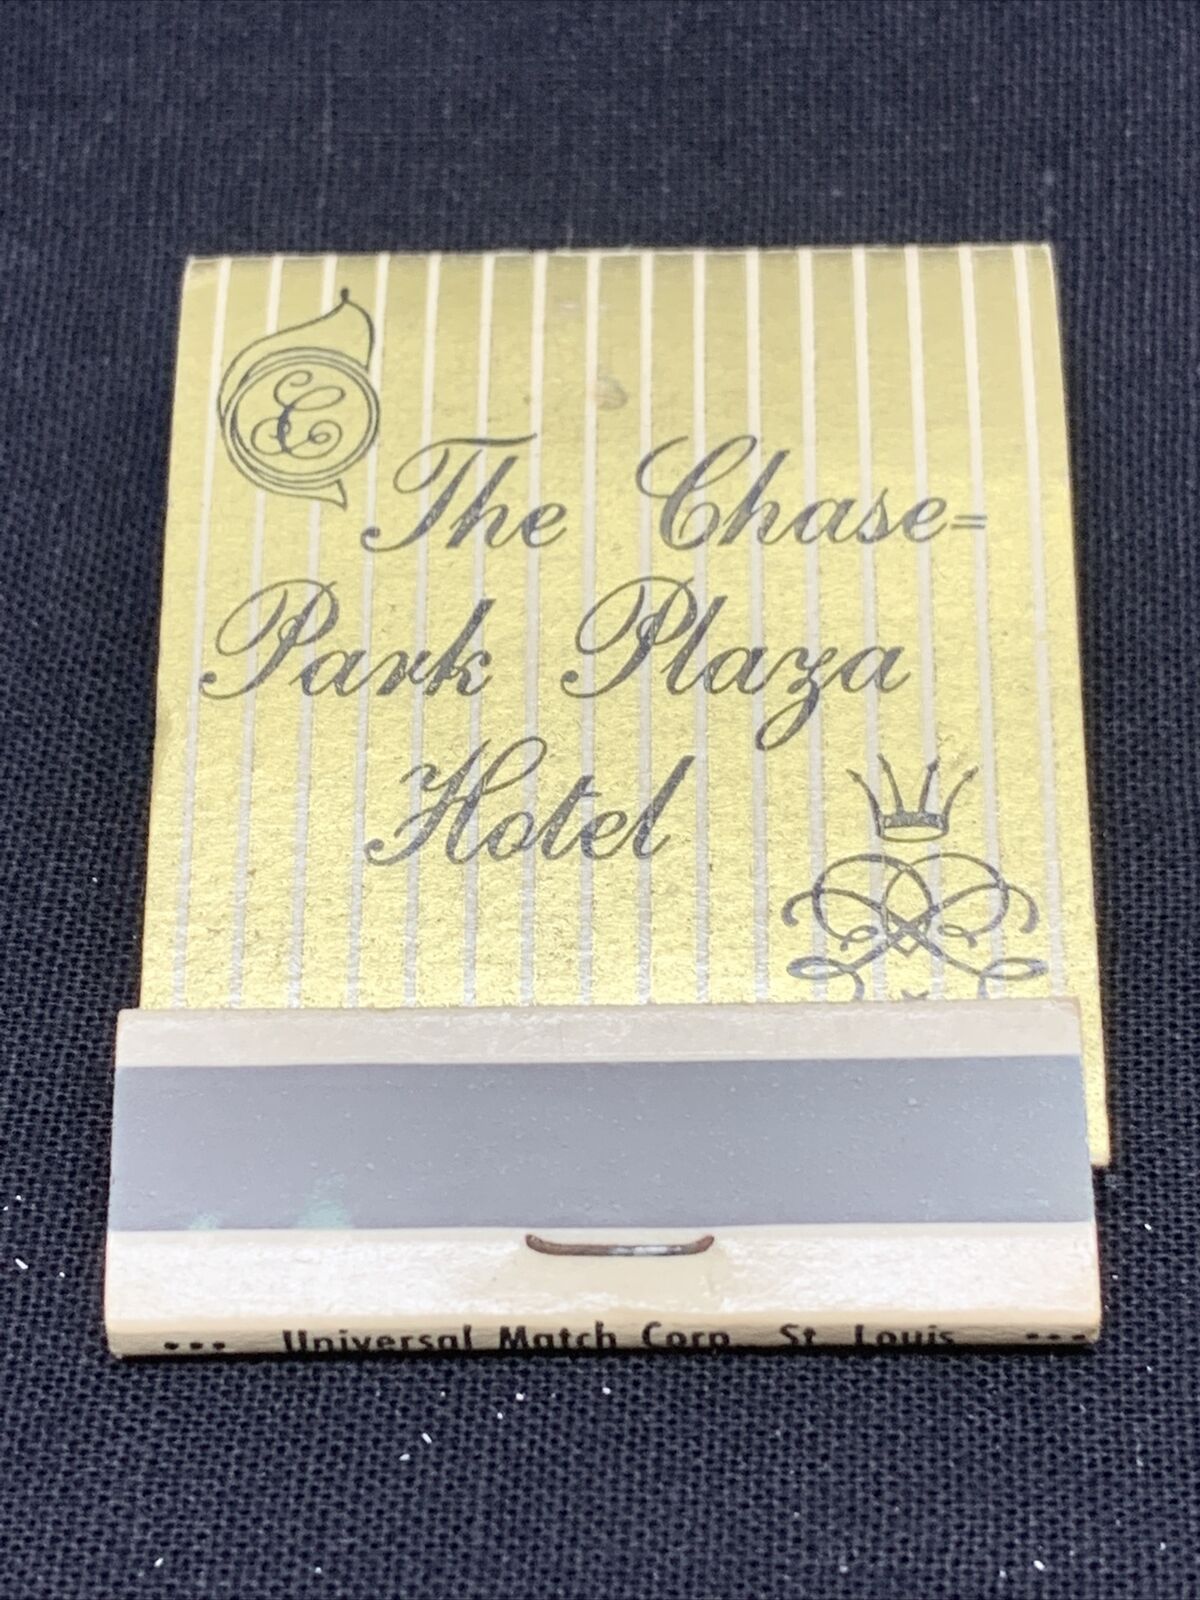 C
The Chase-
Park Plaza
Hotel
••• Universal Match Corp. St. Louis •••